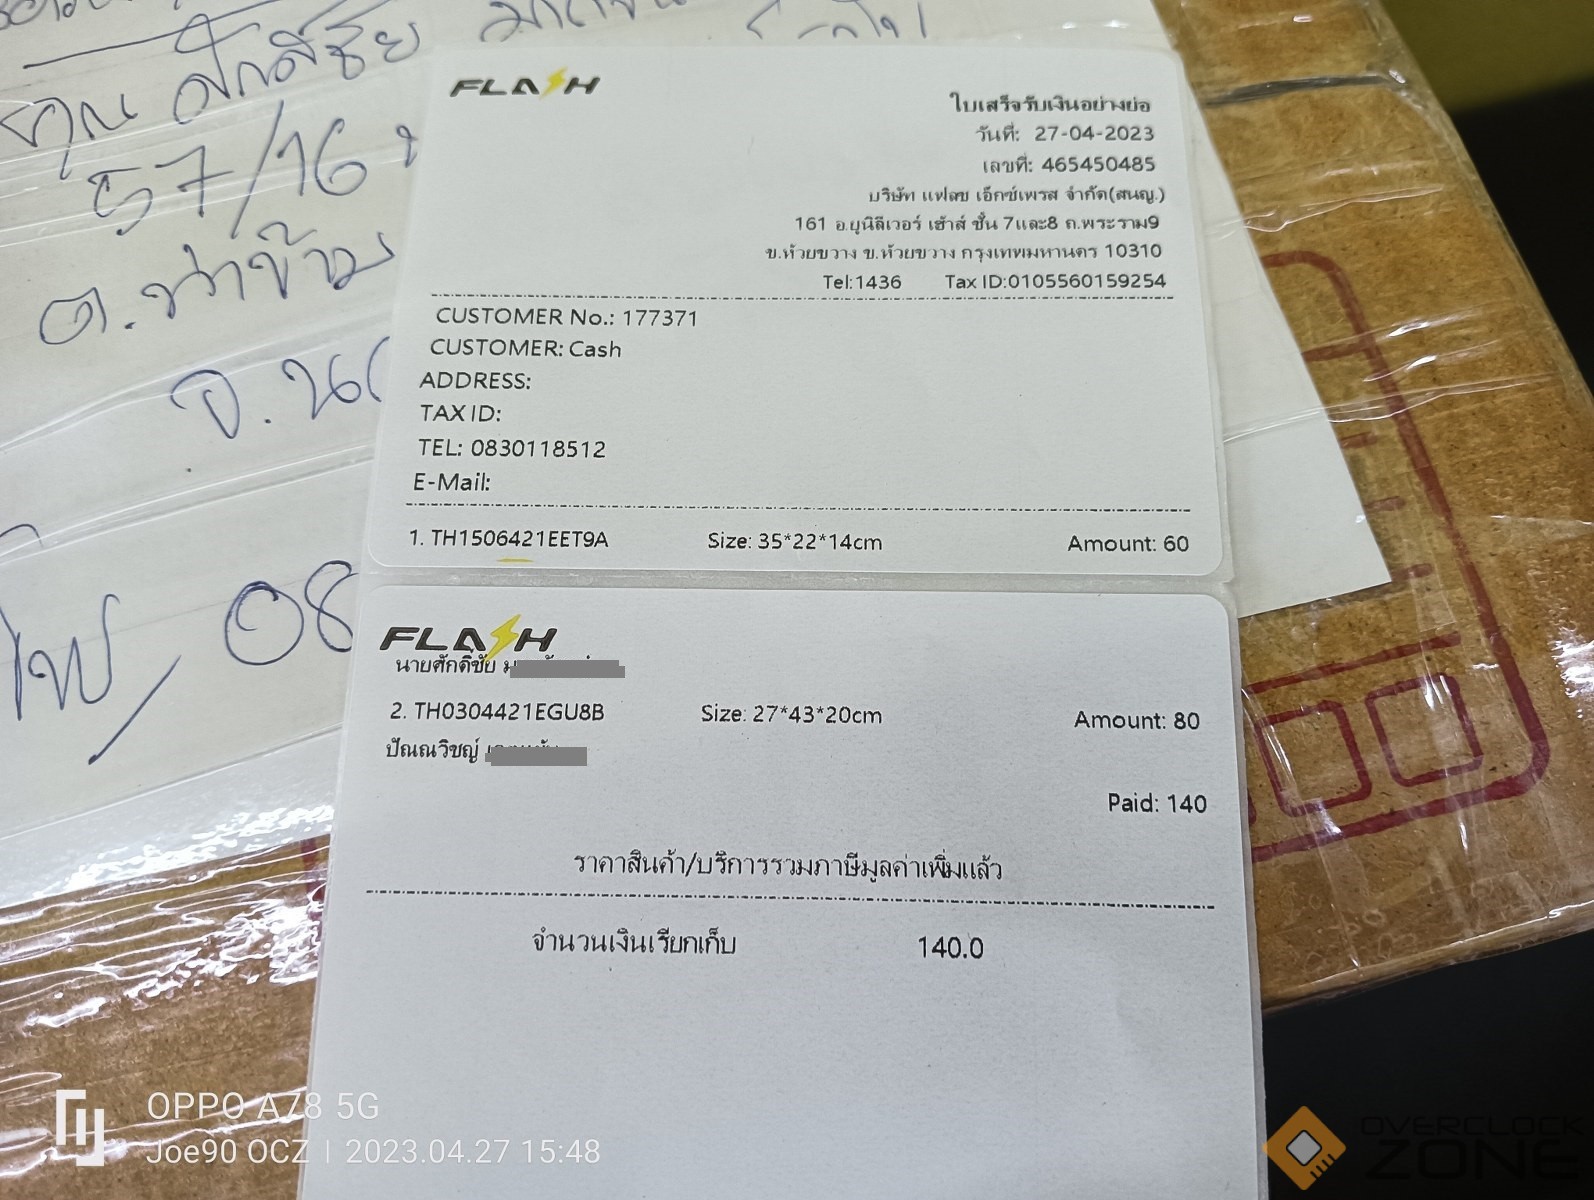 คุณ ศักดิ์ชัย
57/16
ต.
จ.
08
FLASH
ใบเสร็จรับเงินอย่างย่อ
วันที่: 27-04-2023
เลขที่: 465450485
บริษัท แฟลช เอ็กซ์เพรส จำกัด(สนญ.)
161 อ.ยูนิลีเวอร์ เฮ้าส์ ชั้น 7และ8 ถ.พระราม9
ข.ห้วยขวาง ข.ห้วยขวาง กรุงเทพมหานคร 10310
Tel:1436 Tax ID:0105560159254
CUSTOMER No.: 177371
CUSTOMER: Cash
ADDRESS:
TAX ID:
TEL: 0830118512
E-Mail:
1. TH1506421EET9A Size: 35*22*14cm Amount: 60
FLASH
นายศักดิ์ชัย
2. TH0304421EGU8B Size: 27*43*20cm Amount: 80
ปัณณวิชญ์
Paid: 140
ราคาสินค้า/บริการรวมภาษีมูลค่าเพิ่มแล้ว
จำนวนเงินเรียกเก็บ 140.0
OPPO A78 5G
Joe90 OCZ | 2023.04.27 15:48
OVERCLOCK
ZONE